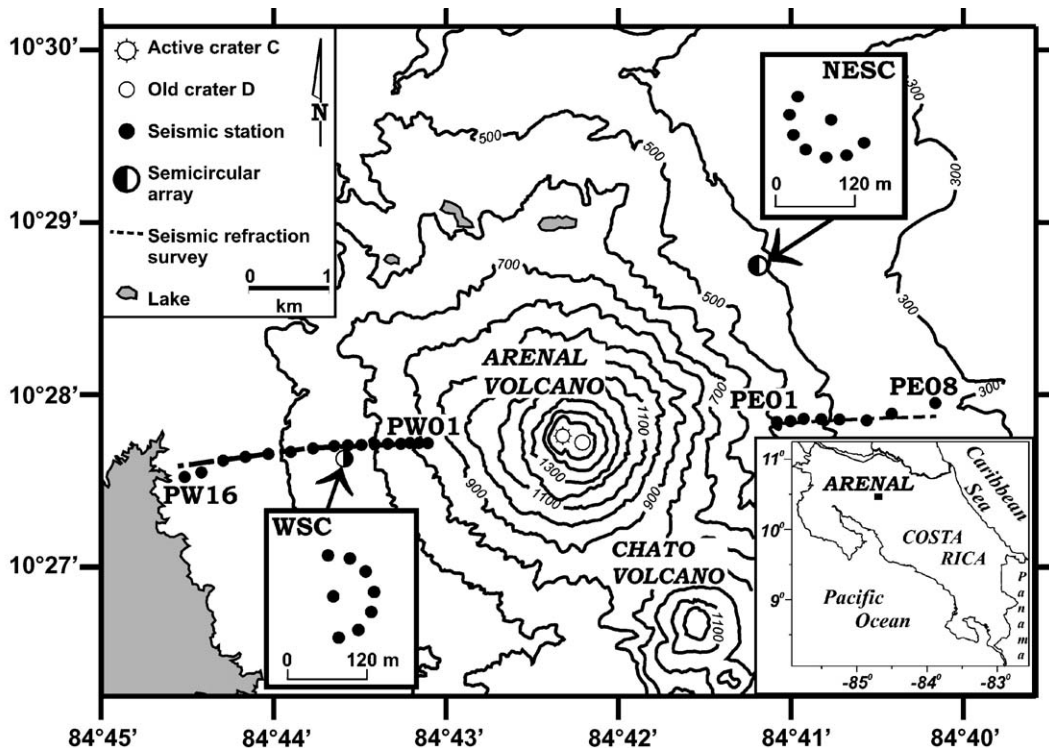 10°30'
10°29'
10°28'
10°27'
Active crater C
Old crater D
Seismic station
Semicircular
array
Seismic refraction
survey
Lake
N
0 1
km
NESC
0 120 m
500
500
300
300
700
500
300
300
ARENAL
VOLCANO
1100
700
PE01
PE08
PW01
PW16
1300
1100
900
900
WSC
0 120 m
CHATO
VOLCANO
1100
11°
10°
9°
ARENAL
Caribbean
Sea
COSTA
RICA
Pacific
Ocean
Panama
-85° -84° -83°
84°45' 84°44' 84°43' 84°42' 84°41' 84°40'